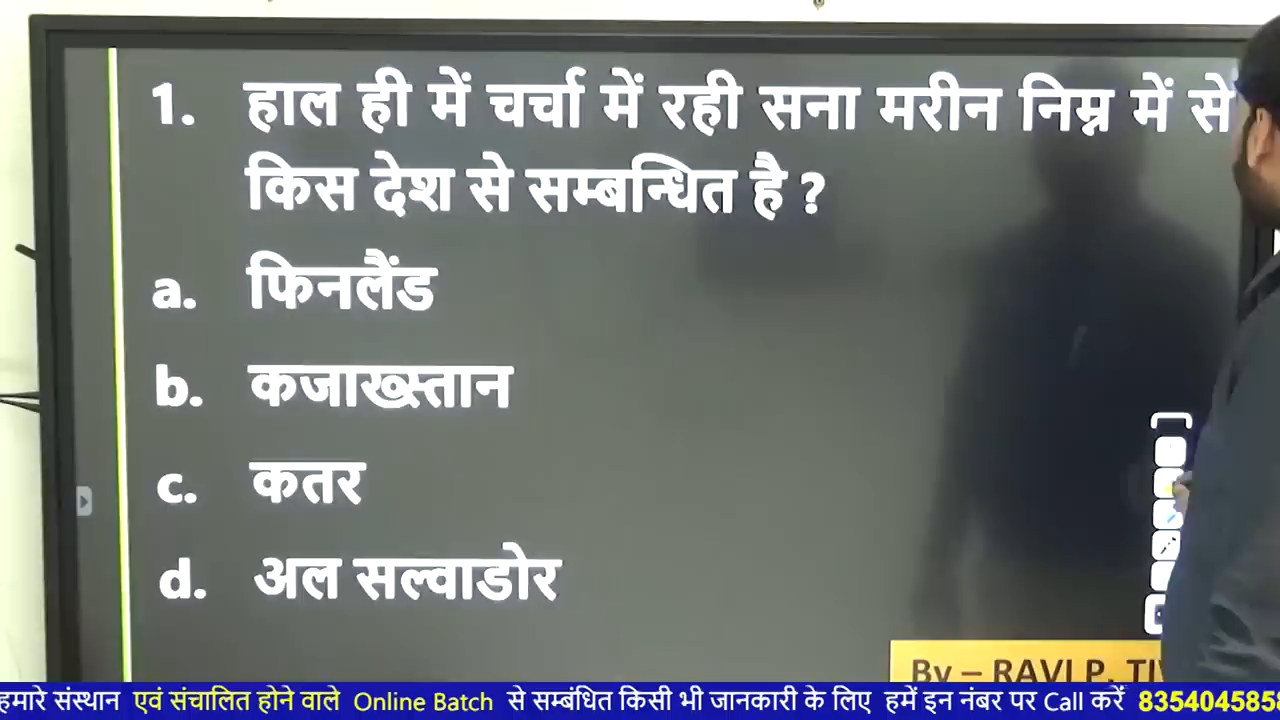 1. हाल ही में चर्चा में रही सना मरीन निम्न में से
किस देश से सम्बन्धित है ?
a. फिनलैंड
b. कजाख्स्तान
c. कतर
d. अल सल्वाडोर
By – RAVI P.
हमारे संस्थान एवं संचालित होने वाले Online Batch से सम्बंधित किसी भी जानकारी के लिए हमें इन नंबर पर Call करें